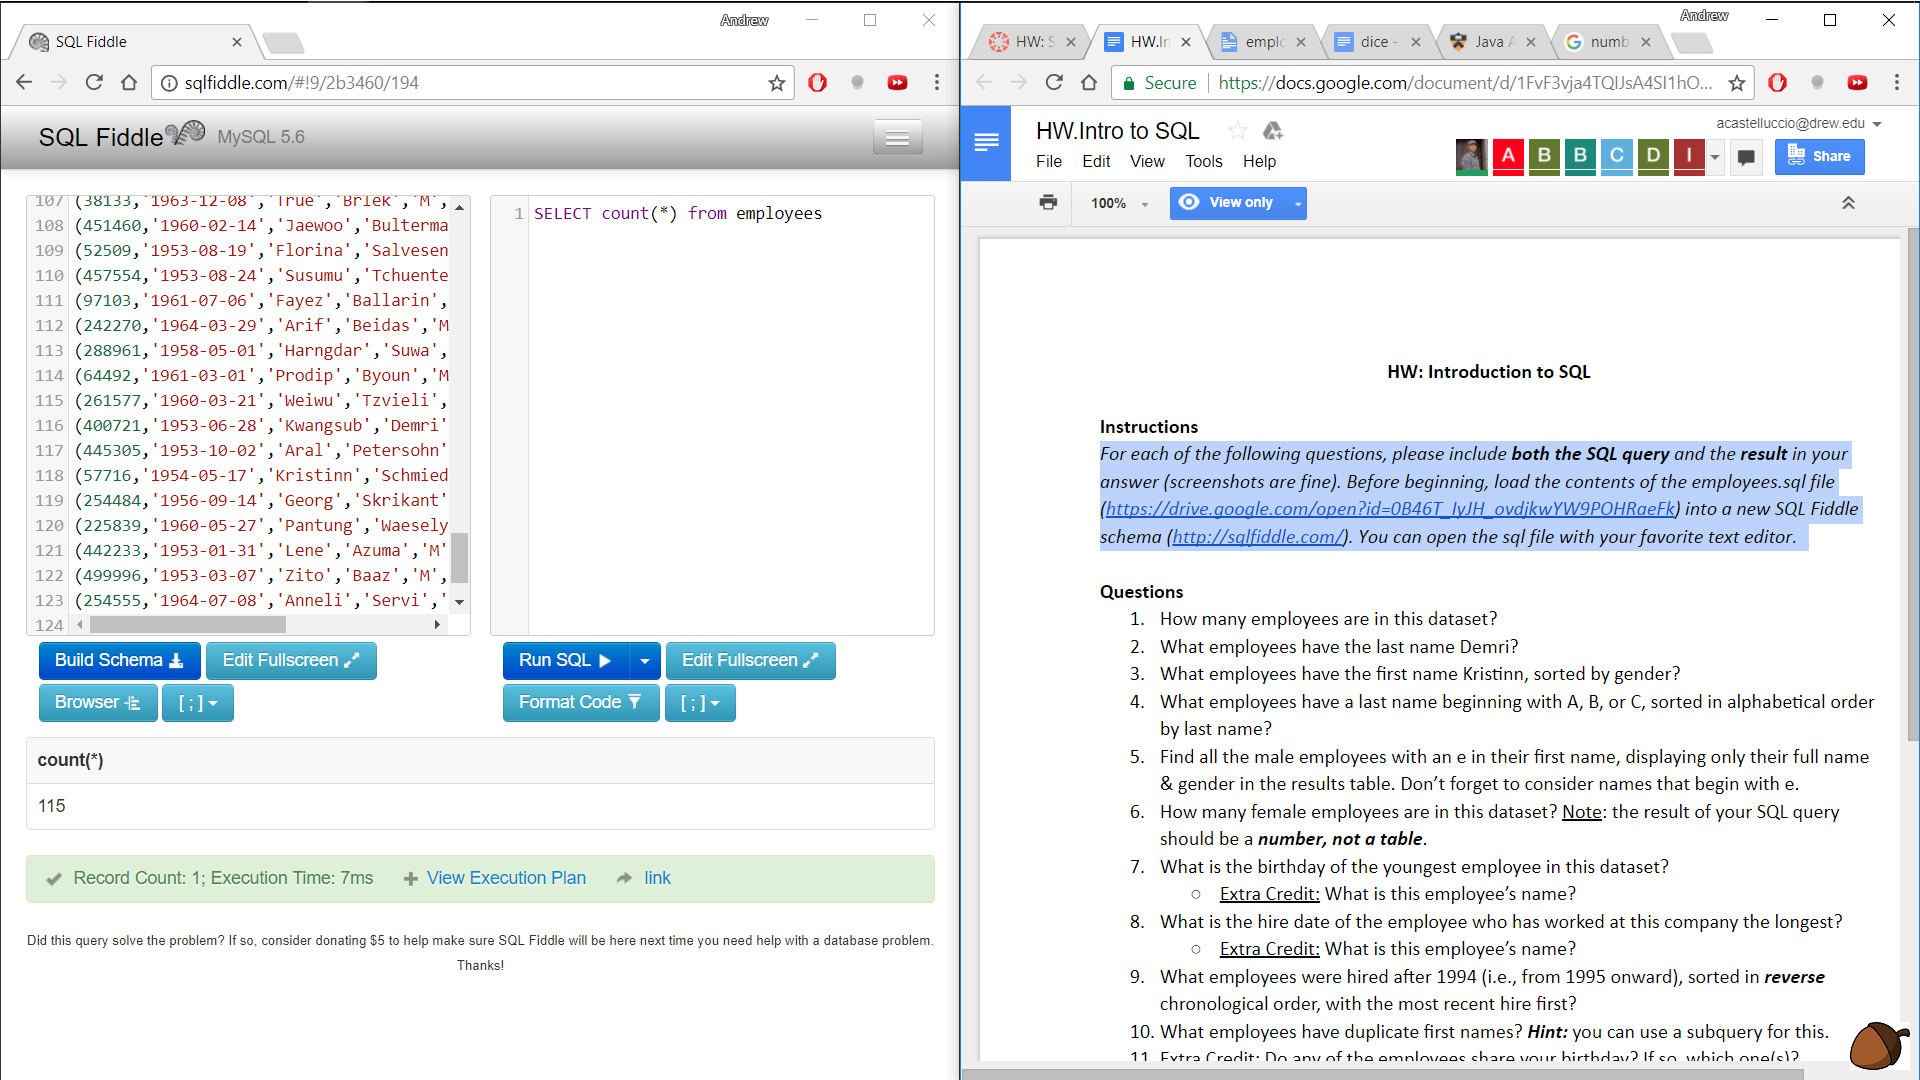 Andrew
SQL Fiddle
sqlfiddle.com/#!9/2b3460/194
SQL Fiddle MySQL 5.6
107 (38133,'1963-12-08','True','Brlek','M',
108 (451460,'1960-02-14','Jaewoo','Bulterma
109 (52509,'1953-08-19','Florina','Salvesen
110 (457554,'1953-08-24','Susumu','Tchuente
111 (97103,'1961-07-06','Fayez','Ballarin',
112 (242270,'1964-03-29','Arif','Beidas','M
113 (288961,'1958-05-01','Harngdar','Suwa',
114 (64492,'1961-03-01','Prodip','Byoun','M
115 (261577,'1960-03-21','Weiwu','Tzvieli',
116 (400721,'1953-06-28','Kwangsub','Demri'
117 (445305,'1953-10-02','Aral','Petersohn'
118 (57716,'1954-05-17','Kristinn','Schmied
119 (254484,'1956-09-14','Georg','Skrikant'
120 (225839,'1960-05-27','Pantung','Waesely
121 (442233,'1953-01-31','Lene','Azuma','M'
122 (499996,'1953-03-07','Zito','Baaz','M',
123 (254555,'1964-07-08','Anneli','Servi','
124
1 SELECT count(*) from employees
Build Schema Edit Fullscreen
Browser [ ; ]
Run SQL Edit Fullscreen
Format Code [ ; ]
count(*)
115
Record Count: 1; Execution Time: 7ms View Execution Plan link
Did this query solve the problem? If so, consider donating $5 to help make sure SQL Fiddle will be here next time you need help with a database problem.
Thanks!
Andrew
HW: S HW.In emplo dice - Java A numb
Secure https://docs.google.com/document/d/1FvF3vja4TQIJsA4SI1hO...
HW.Intro to SQL
acastelluccio@drew.edu
File Edit View Tools Help
A B B C D I Share
100% View only
HW: Introduction to SQL
Instructions
For each of the following questions, please include both the SQL query and the result in your
answer (screenshots are fine). Before beginning, load the contents of the employees.sql file
(https://drive.google.com/open?id=0B46T_IyJH_ovdjkwYW9POHRaeFk) into a new SQL Fiddle
schema (http://sqlfiddle.com/). You can open the sql file with your favorite text editor.
Questions
1. How many employees are in this dataset?
2. What employees have the last name Demri?
3. What employees have the first name Kristinn, sorted by gender?
4. What employees have a last name beginning with A, B, or C, sorted in alphabetical order
by last name?
5. Find all the male employees with an e in their first name, displaying only their full name
& gender in the results table. Don’t forget to consider names that begin with e.
6. How many female employees are in this dataset? Note: the result of your SQL query
should be a number, not a table.
7. What is the birthday of the youngest employee in this dataset?
○ Extra Credit: What is this employee’s name?
8. What is the hire date of the employee who has worked at this company the longest?
○ Extra Credit: What is this employee’s name?
9. What employees were hired after 1994 (i.e., from 1995 onward), sorted in reverse
chronological order, with the most recent hire first?
10. What employees have duplicate first names? Hint: you can use a subquery for this.
11. Extra Credit: Do any of the employees share your birthday? If so, which one(s)?